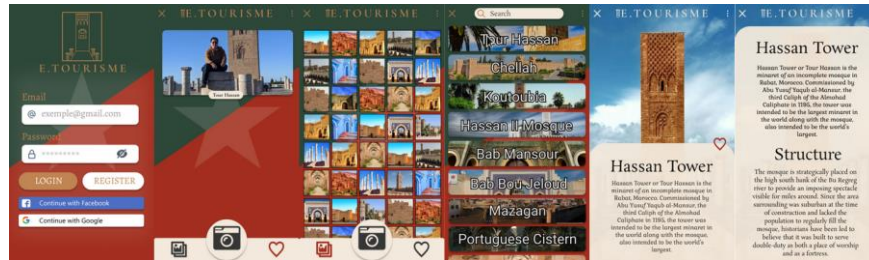 E.TOURISME
Email
exemple@gmail.com
Password
LOGIN
REGISTER
Continue with Facebook
Continue with Google
E.TOURISME
Tour Hassan
E.TOURISME
Search
Tour Hassan
Chellah
Koutoubia
Hassan II Mosque
Bab Mansour
Bab Bou Jeloud
Mazagan
Portuguese Cistern
E.TOURISME
Hassan Tower
Hassan Tower or Tour Hassan is the
minaret of an incomplete mosque in
Rabat, Morocco. Commissioned by
Abu Yusuf Yaqub al-Mansur, the
third Caliph of the Almohad
Caliphate in 1195, the tower was
intended to be the largest minaret in
the world along with the mosque,
also intended to be the world's
largest.
E.TOURISME
Hassan Tower
Hassan Tower or Tour Hassan is the
minaret of an incomplete mosque in
Rabat, Morocco. Commissioned by
Abu Yusuf Yaqub al-Mansur, the
third Caliph of the Almohad
Caliphate in 1195, the tower was
intended to be the largest minaret in
the world along with the mosque,
also intended to be the world's
largest.
Structure
The mosque is strategically placed on
the high south bank of the Bu Regreg
river to provide an imposing spectacle
visible for miles around. Since the area
surrounding was suburban at the time
of construction and lacked the
population to regularly fill the
mosque, historians have been led to
believe that it was built to serve
double-duty as both a place of worship
and as a fortress.